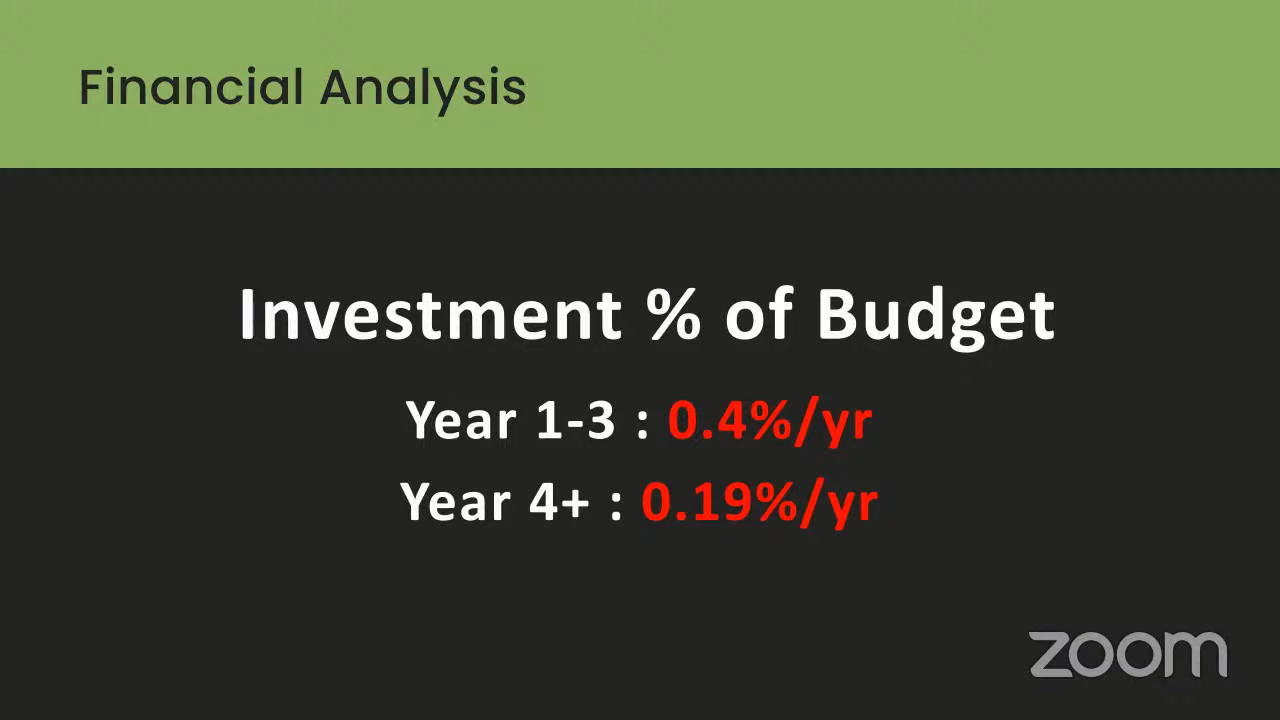 Financial Analysis
Investment % of Budget
Year 1-3 : 0.4%/yr
Year 4+ : 0.19%/yr
zoom